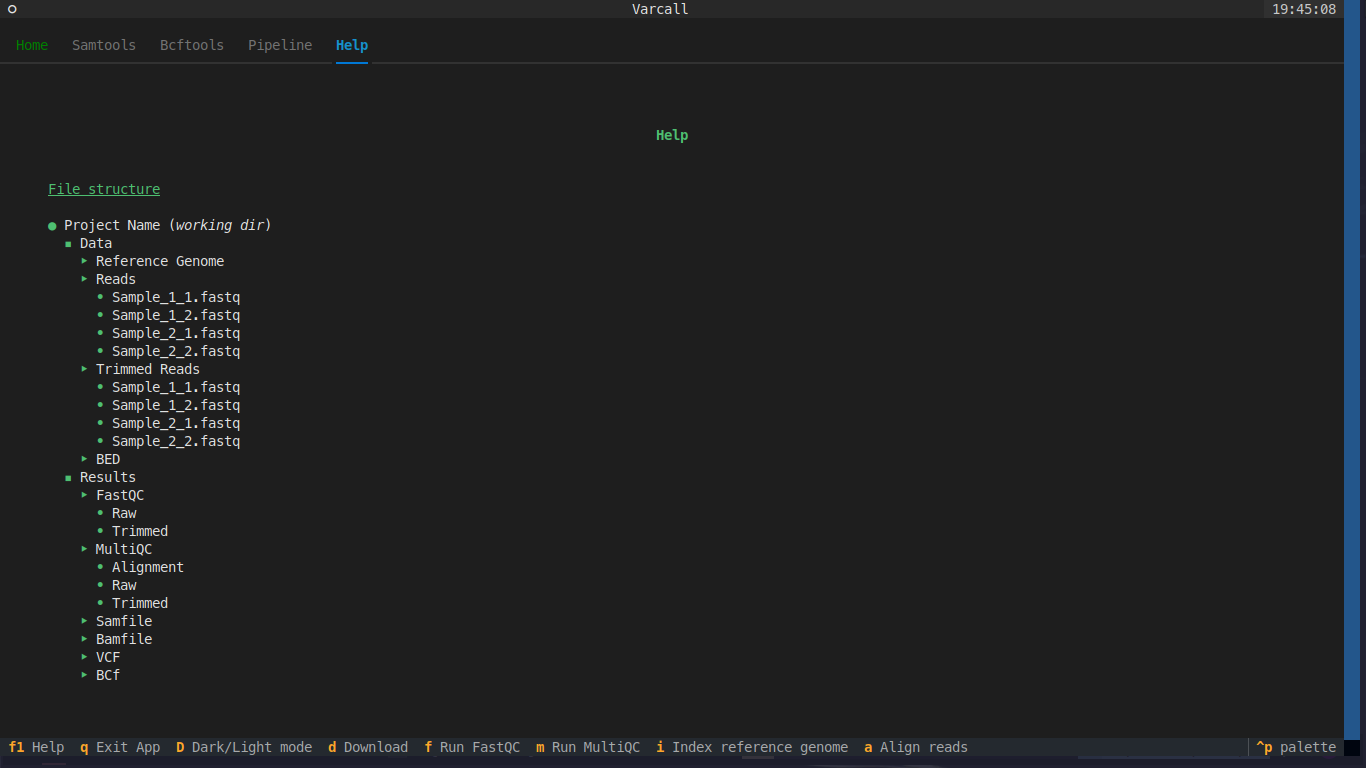 Varcall 19:45:08
Home Samtools Bcftools Pipeline Help
Help
File structure
● Project Name (working dir)
▪ Data
▸ Reference Genome
▸ Reads
• Sample_1_1.fastq
• Sample_1_2.fastq
• Sample_2_1.fastq
• Sample_2_2.fastq
▸ Trimmed Reads
• Sample_1_1.fastq
• Sample_1_2.fastq
• Sample_2_1.fastq
• Sample_2_2.fastq
▸ BED
▪ Results
▸ FastQC
• Raw
• Trimmed
▸ MultiQC
• Alignment
• Raw
• Trimmed
▸ Samfile
▸ Bamfile
▸ VCF
▸ BCf
f1 Help q Exit App D Dark/Light mode d Download f Run FastQC m Run MultiQC i Index reference genome a Align reads ^p palette